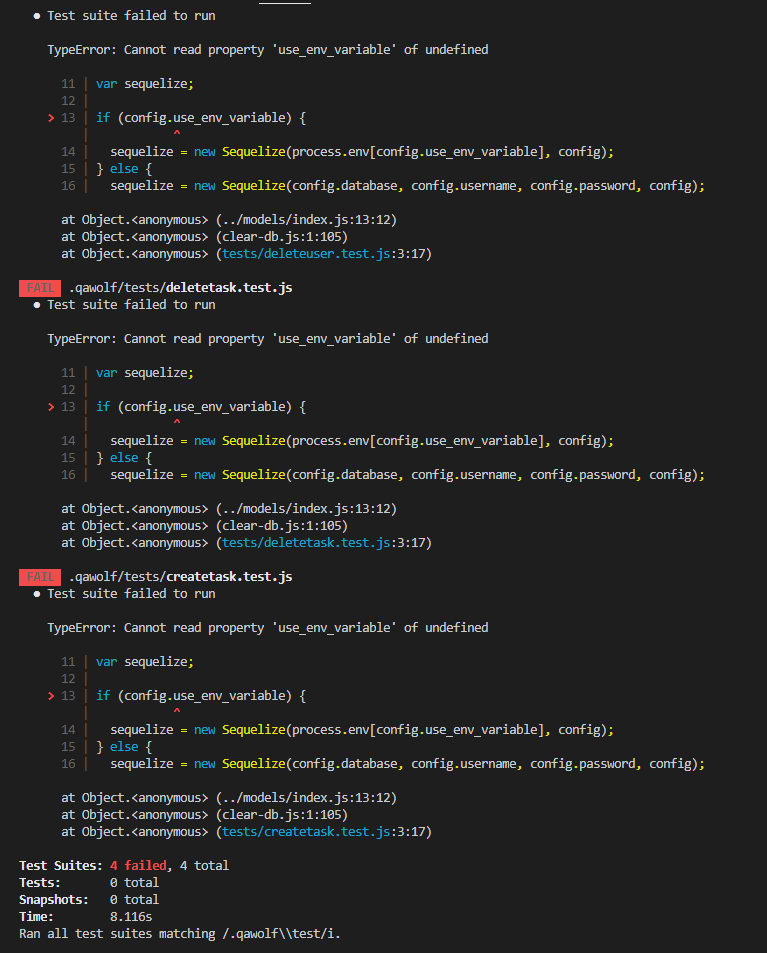 ● Test suite failed to run
TypeError: Cannot read property 'use_env_variable' of undefined
11 | var sequelize;
12 |
> 13 | if (config.use_env_variable) {
| ^
14 | sequelize = new Sequelize(process.env[config.use_env_variable], config);
15 | } else {
16 | sequelize = new Sequelize(config.database, config.username, config.password, config);
at Object.<anonymous> (../models/index.js:13:12)
at Object.<anonymous> (clear-db.js:1:105)
at Object.<anonymous> (tests/deleteuser.test.js:3:17)
FAIL .qawolf/tests/deletetask.test.js
● Test suite failed to run
TypeError: Cannot read property 'use_env_variable' of undefined
11 | var sequelize;
12 |
> 13 | if (config.use_env_variable) {
| ^
14 | sequelize = new Sequelize(process.env[config.use_env_variable], config);
15 | } else {
16 | sequelize = new Sequelize(config.database, config.username, config.password, config);
at Object.<anonymous> (../models/index.js:13:12)
at Object.<anonymous> (clear-db.js:1:105)
at Object.<anonymous> (tests/deletetask.test.js:3:17)
FAIL .qawolf/tests/createtask.test.js
● Test suite failed to run
TypeError: Cannot read property 'use_env_variable' of undefined
11 | var sequelize;
12 |
> 13 | if (config.use_env_variable) {
| ^
14 | sequelize = new Sequelize(process.env[config.use_env_variable], config);
15 | } else {
16 | sequelize = new Sequelize(config.database, config.username, config.password, config);
at Object.<anonymous> (../models/index.js:13:12)
at Object.<anonymous> (clear-db.js:1:105)
at Object.<anonymous> (tests/createtask.test.js:3:17)
Test Suites: 4 failed, 4 total
Tests: 0 total
Snapshots: 0 total
Time: 8.116s
Ran all test suites matching /.qawolf\\test/i.